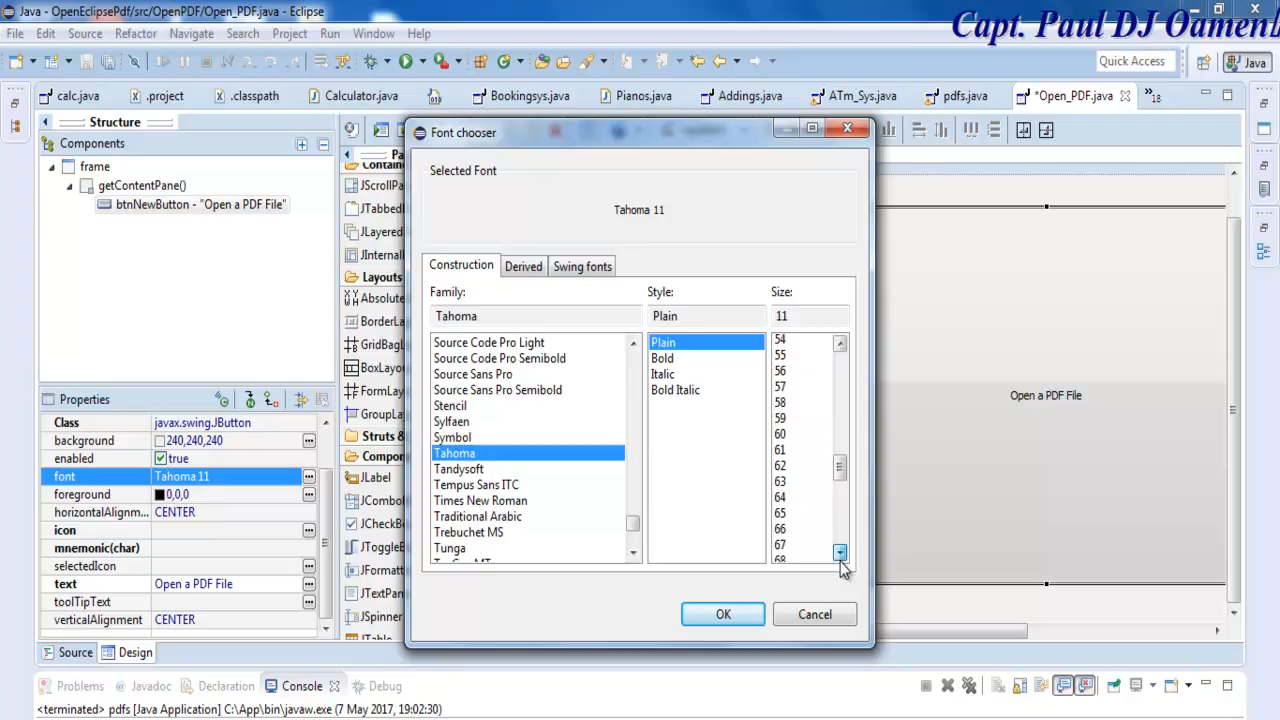 Java - OpenEclipsePdf/src/OpenPDF/Open_PDF.java - Eclipse
Capt. Paul DJ Oamen
File Edit Source Refactor Navigate Search Project Run Window Help
Quick Access
Java
calc.java .project .classpath Calculator.java Bookingsys.java Pianos.java Addings.java ATm_Sys.java pdfs.java *Open_PDF.java 18
Structure
Components
frame
getContentPane()
btnNewButton - "Open a PDF File"
Properties
Class javax.swing.JButton
background 240,240,240
enabled true
font Tahoma 11
foreground 0,0,0
horizontalAlignm... CENTER
icon
mnemonic(char)
selectedIcon
text Open a PDF File
toolTipText
verticalAlignment CENTER
Source Design
Pa
Contain
JScrollPa
JTabbed
JLayered
JInternal
Layouts
Absolute
BorderLa
GridBagL
BoxLayou
FormLay
GroupLa
Struts &
Compon
JLabel
JCombo
JCheckB
JToggleB
JFormatt
JTextPan
JSpinner
JTable
Font chooser
Selected Font
Tahoma 11
Construction Derived Swing fonts
Family: Style: Size:
Tahoma Plain 11
Source Code Pro Light
Source Code Pro Semibold
Source Sans Pro
Source Sans Pro Semibold
Stencil
Sylfaen
Symbol
Tahoma
Tandysoft
Tempus Sans ITC
Times New Roman
Traditional Arabic
Trebuchet MS
Tunga
Plain
Bold
Italic
Bold Italic
54
55
56
57
58
59
60
61
62
63
64
65
66
67
68
OK Cancel
Open a PDF File
Problems Javadoc Declaration Console Debug
<terminated> pdfs [Java Application] C:\App\bin\javaw.exe (7 May 2017, 19:02:30)